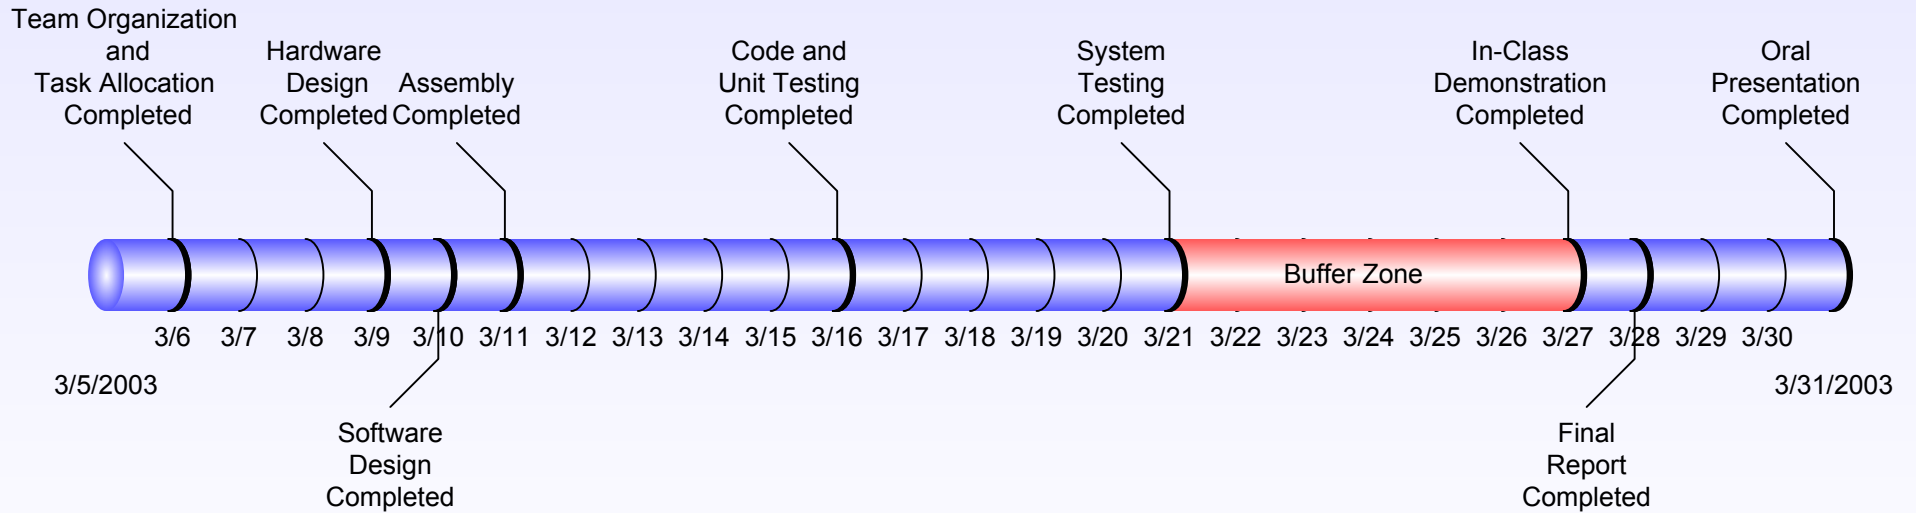 Team Organization
and
Task Allocation
Completed
Hardware
Design
Completed
Assembly
Completed
Code and
Unit Testing
Completed
System
Testing
Completed
In-Class
Demonstration
Completed
Oral
Presentation
Completed
Buffer Zone
3/6 3/7 3/8 3/9 3/10 3/11 3/12 3/13 3/14 3/15 3/16 3/17 3/18 3/19 3/20 3/21 3/22 3/23 3/24 3/25 3/26 3/27 3/28 3/29 3/30
3/5/2003 3/31/2003
Software
Design
Completed
Final
Report
Completed